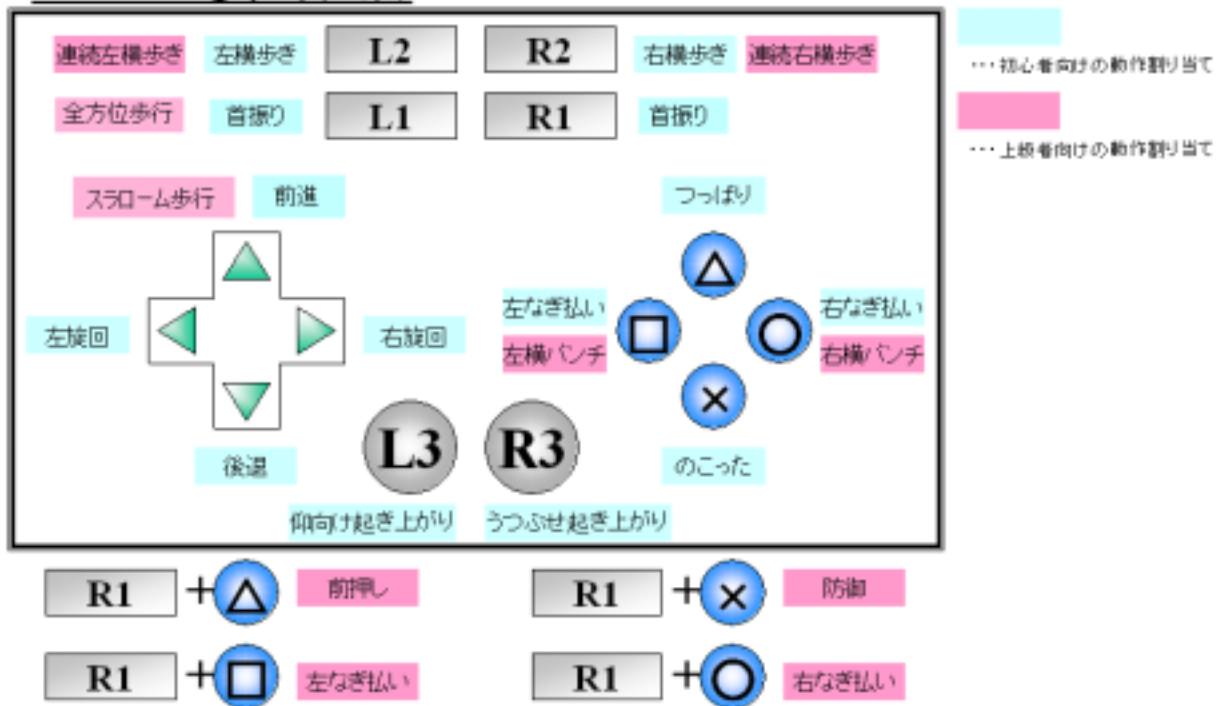 連続左横歩き 左横歩き L2 R2 右横歩き 連続右横歩き
・・・初心者向けの動作割り当て
全方位歩行 首振り L1 R1 首振り
・・・上級者向けの動作割り当て
スラローム歩行 前進 つっぱり
左なぎ払い 右なぎ払い
左旋回 右旋回
左横パンチ 右横パンチ
L3 R3
後退 のこった
仰向け起き上がり うつぶせ起き上がり
R1 + △ 前押し R1 + × 防御
R1 + □ 左なぎ払い R1 + ○ 右なぎ払い